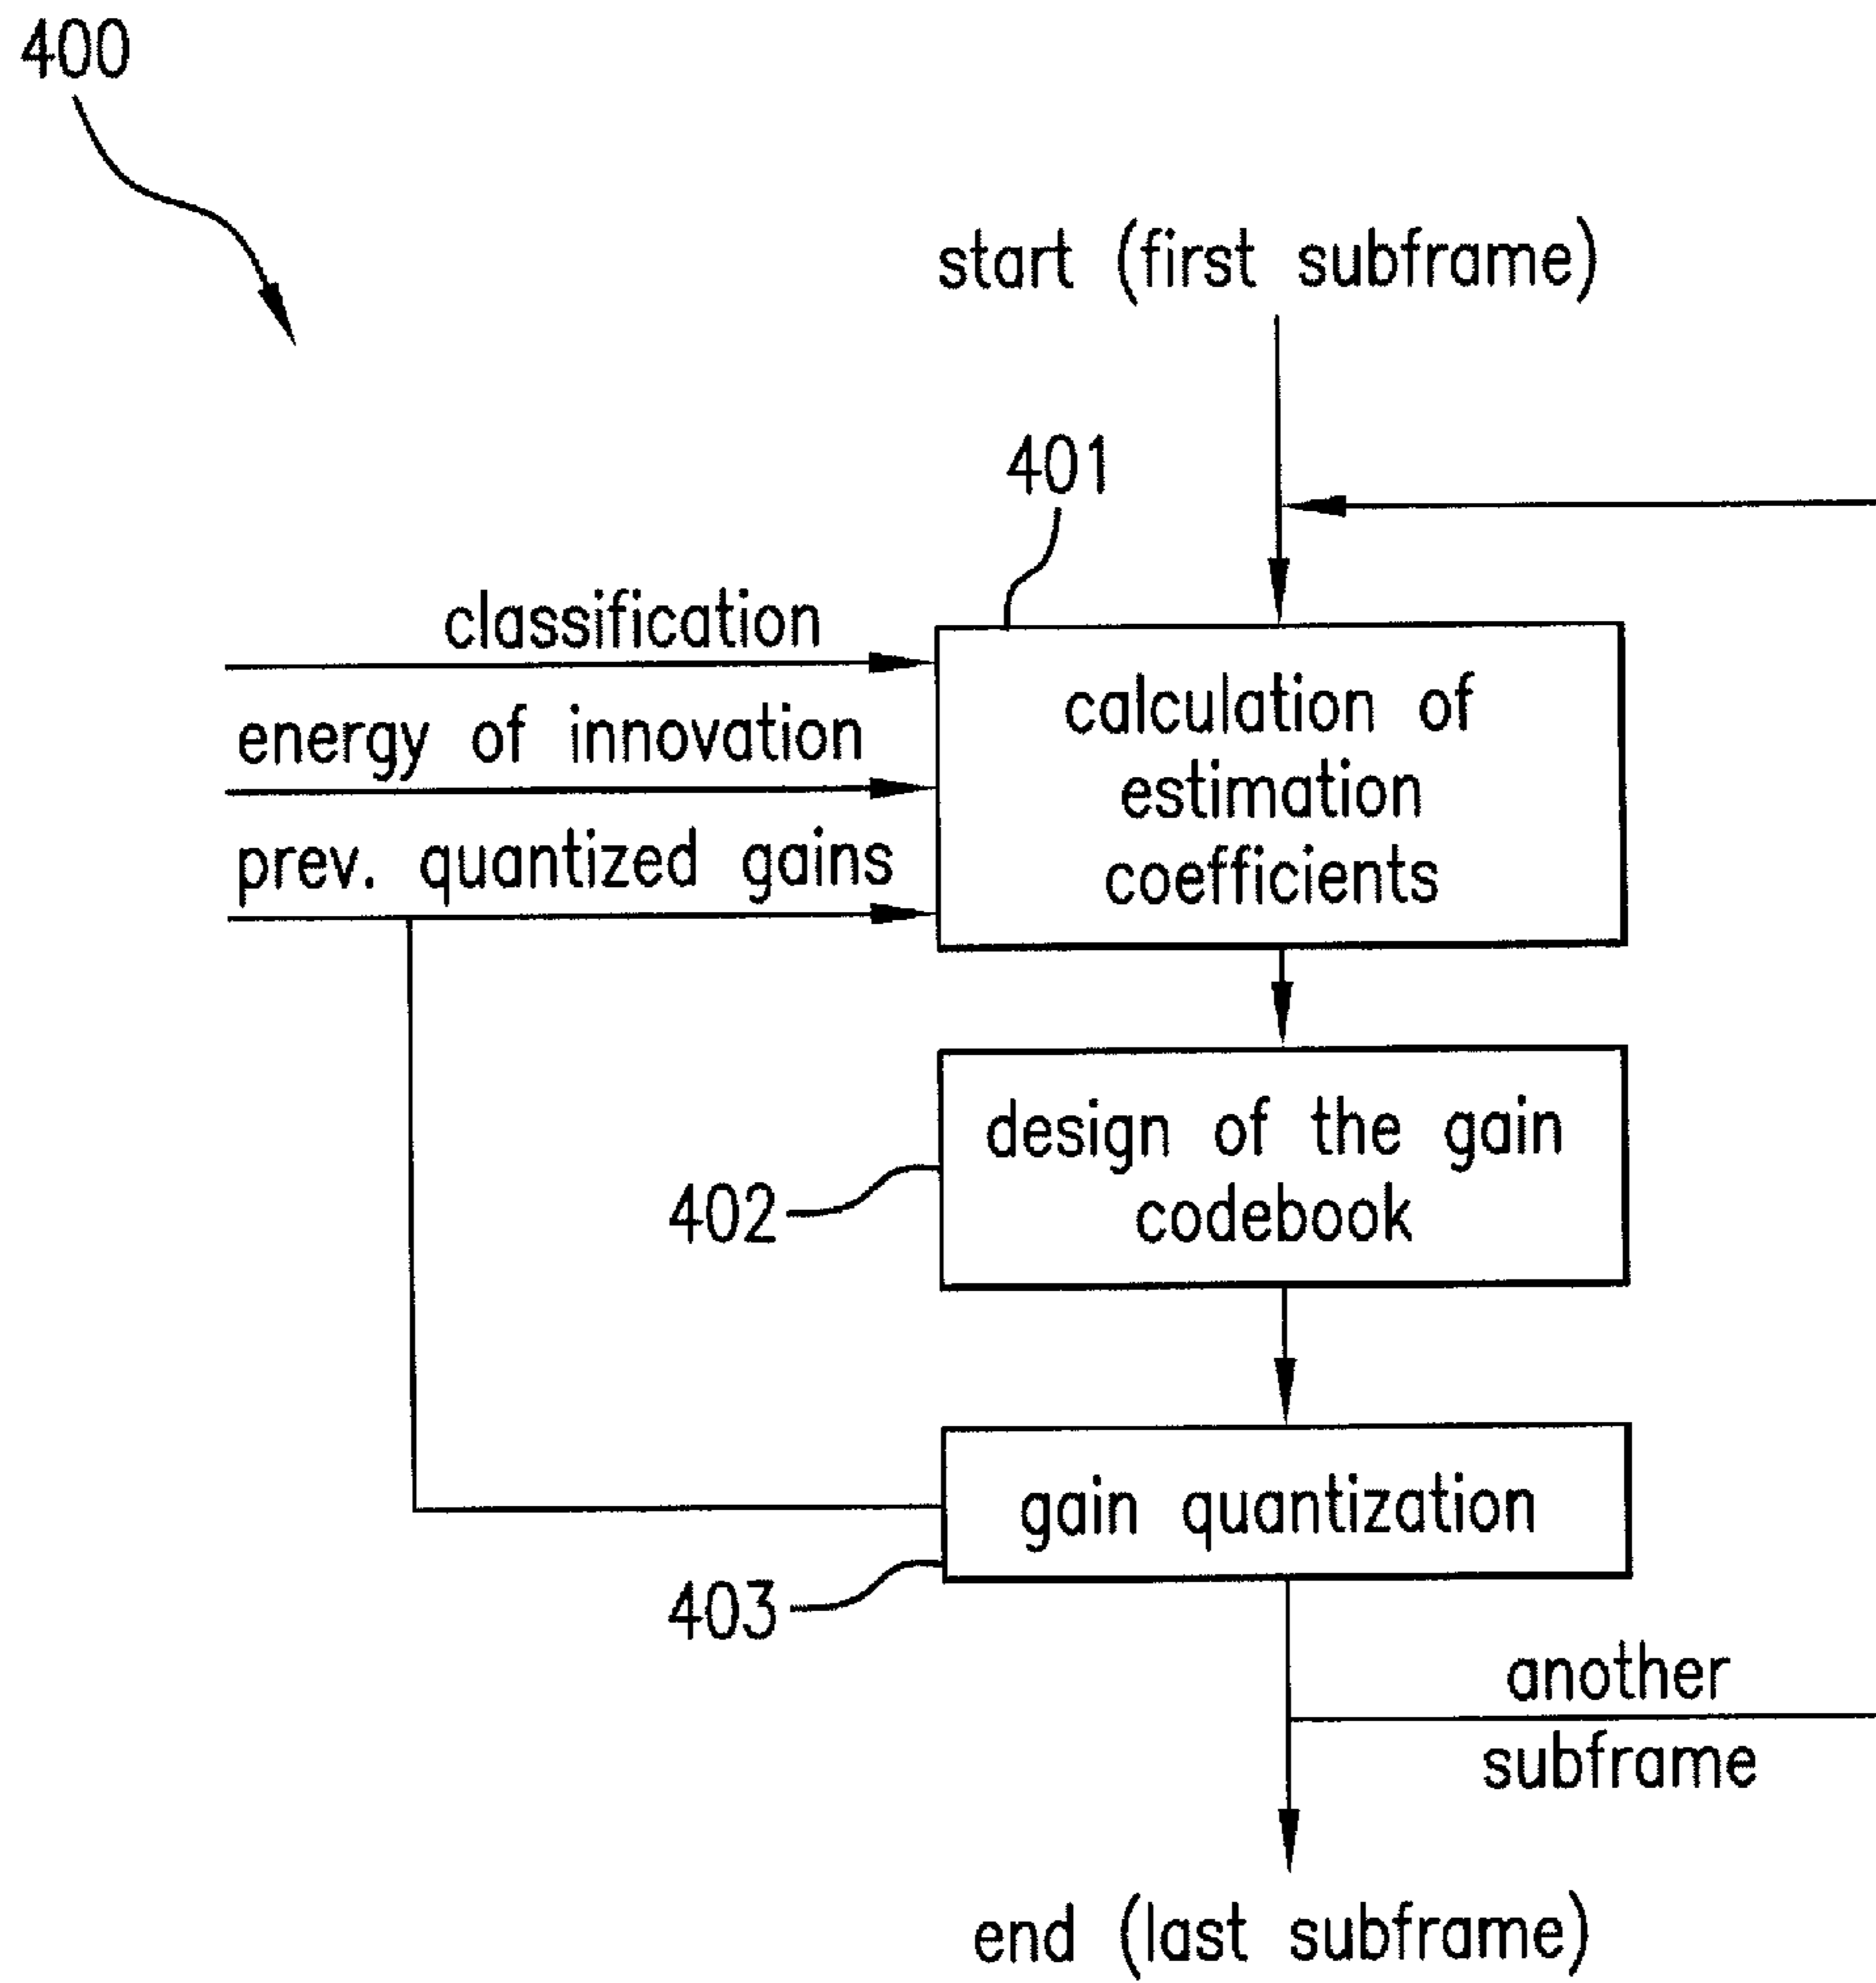 400
start (first subframe)
401
classification
energy of innovation
prev. quantized gains
calculation of
estimation
coefficients
design of the gain
codebook
402
gain quantization
403
another
subframe
end (last subframe)